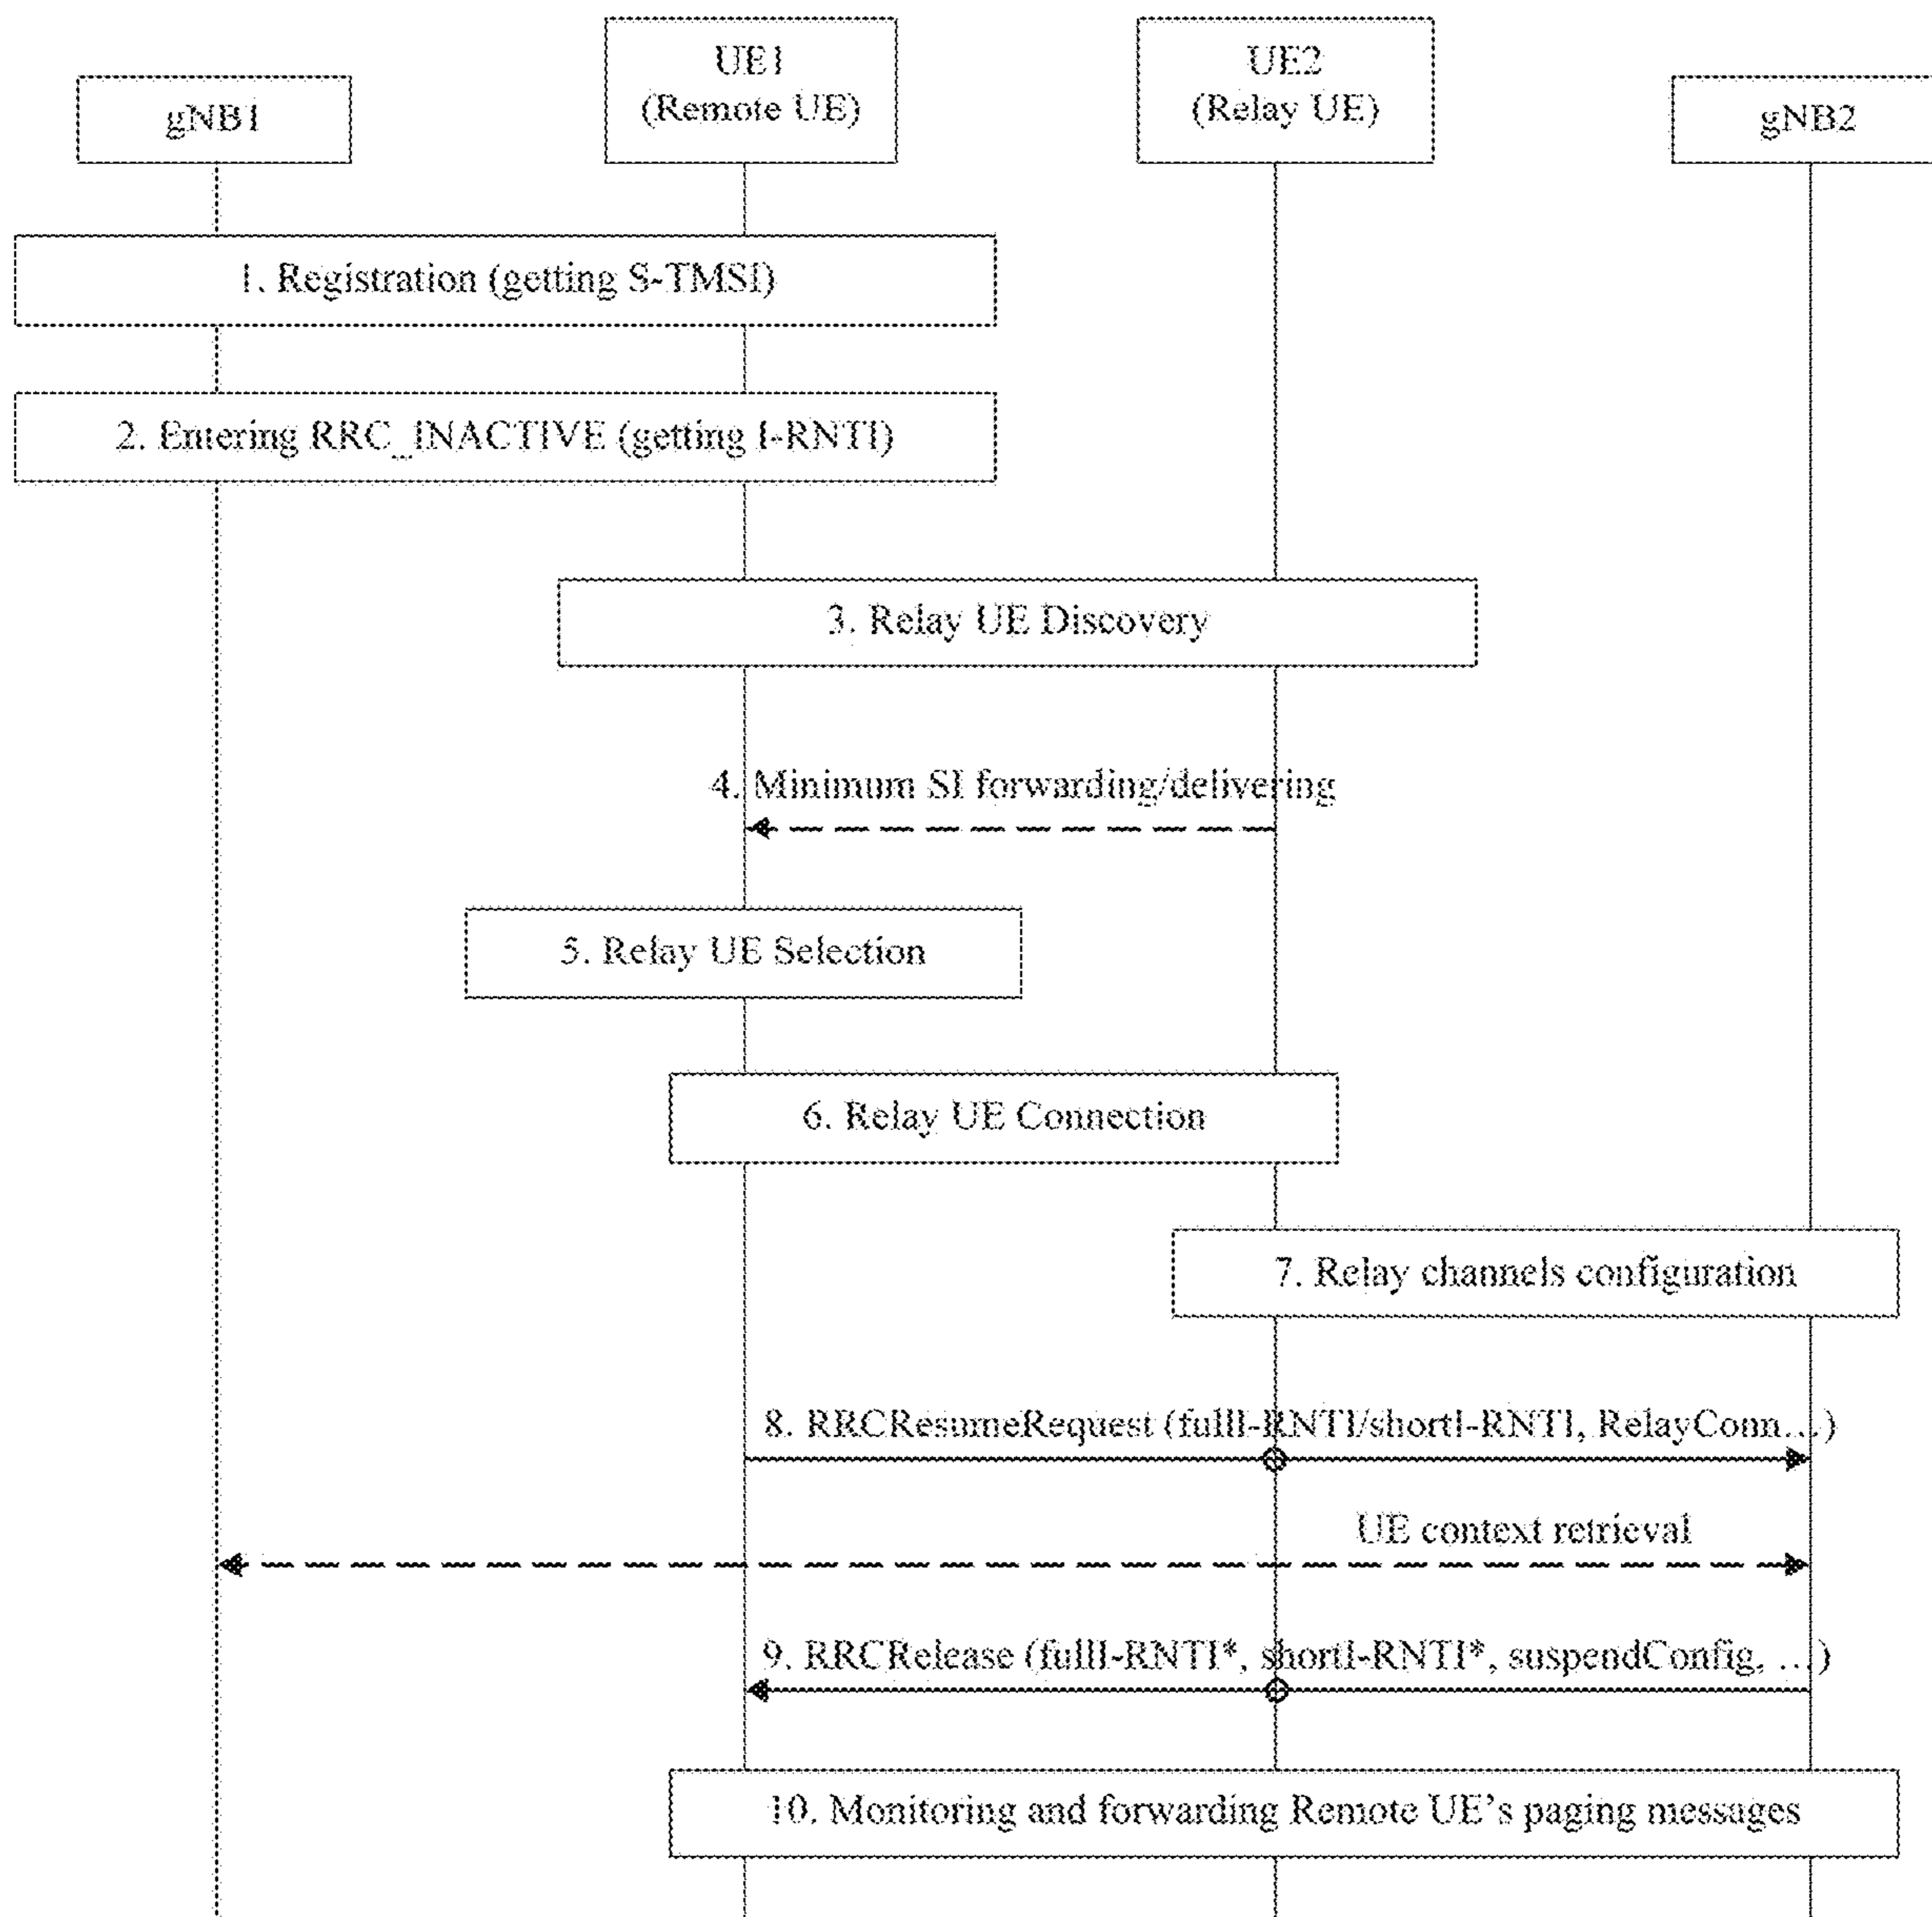 gNB1
UE1
(Remote UE)
UE2
(Relay UE)
gNB2
1. Registration (getting S-TMSI)
2. Entering RRC_INACTIVE (getting I-RNTI)
3. Relay UE Discovery
4. Minimum SI forwarding/delivering
5. Relay UE Selection
6. Relay UE Connection
7. Relay channels configuration
8. RRCResumeRequest (fullI-RNTI/shortI-RNTI, RelayConn…)
UE context retrieval
9. RRCRelease (fullI-RNTI*, shortI-RNTI*, suspendConfig, …)
10. Monitoring and forwarding Remote UE's paging messages